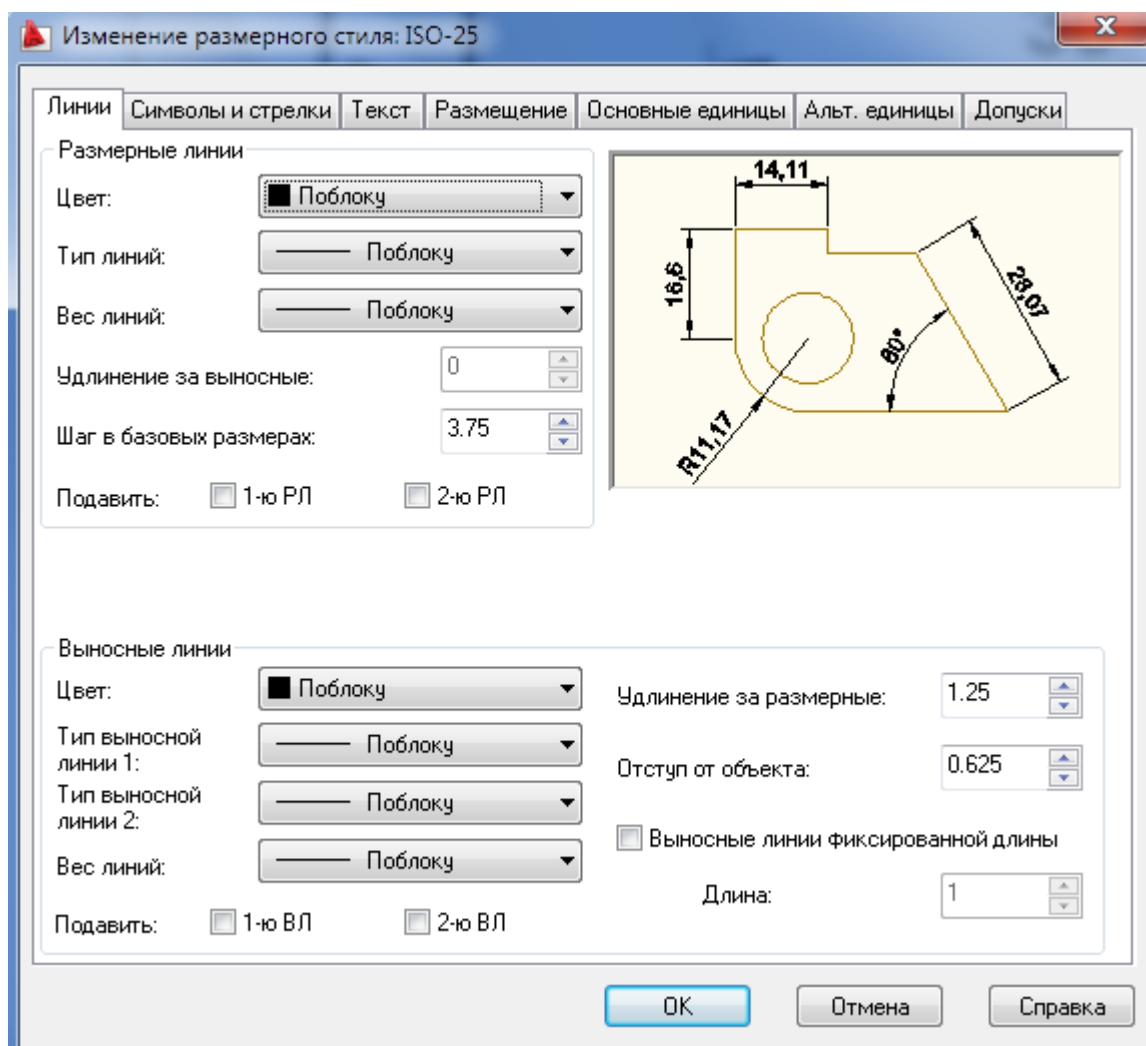 Изменение размерного стиля: ISO-25
Линии Символы и стрелки Текст Размещение Основные единицы Альт. единицы Допуски
Размерные линии
Цвет: Поблоку
Тип линий: Поблоку
Вес линий: Поблоку
Удлинение за выносные: 0
Шаг в базовых размерах: 3.75
Подавить: 1-ю РЛ 2-ю РЛ
14,11
16,6
28,07
60°
R11,17
Выносные линии
Цвет: Поблоку
Тип выносной
линии 1: Поблоку
Тип выносной
линии 2: Поблоку
Вес линий: Поблоку
Подавить: 1-ю ВЛ 2-ю ВЛ
Удлинение за размерные: 1.25
Отступ от объекта: 0.625
Выносные линии фиксированной длины
Длина: 1
OK Отмена Справка